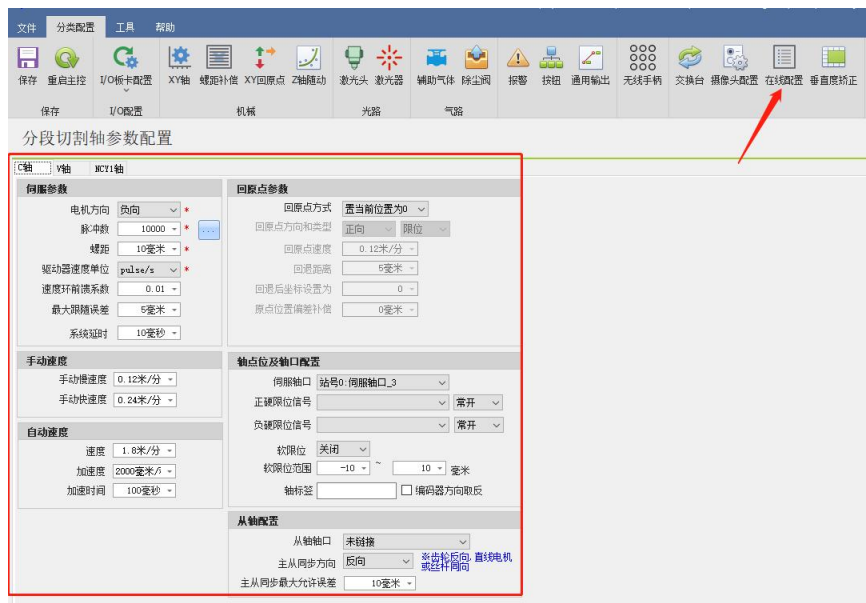 文件 分类配置 工具 帮助
保存 重启主控 I/O板卡配置 XY轴 螺距补偿 XY回原点 Z轴随动 激光头 激光器 辅助气体 除尘阀 报警 按钮 通用输出 无线手柄 交换台 摄像头配置 在线配置 垂直度矫正
保存 I/O配置 机械 光路 气路
分段切割轴参数配置
C轴 V轴 NCY1轴
伺服参数
电机方向 负向 *
脉冲数 10000 * ...
螺距 10毫米 *
驱动器速度单位 pulse/s *
速度环前馈系数 0.01
最大跟随误差 5毫米
系统延时 10毫秒
手动速度
手动慢速度 0.12米/分
手动快速度 0.24米/分
自动速度
速度 1.8米/分
加速度 2000毫米/
加速时间 100毫秒
回原点参数
回原点方式 置当前位置为0
回原点方向和类型 正向 限位
回原点速度 0.12米/分
回退距离 5毫米
回退后坐标设置为 0
原点位置偏差补偿 0毫米
轴点位及轴口配置
伺服轴口 站号0:伺服轴口_3
正硬限位信号 常开
负硬限位信号 常开
软限位 关闭
软限位范围 -10 ~ 10 毫米
轴标签 编码器方向取反
从轴配置
从轴轴口 未链接
主从同步方向 反向 ※齿轮反向,直线电机
或丝杆同向
主从同步最大允许误差 10毫米